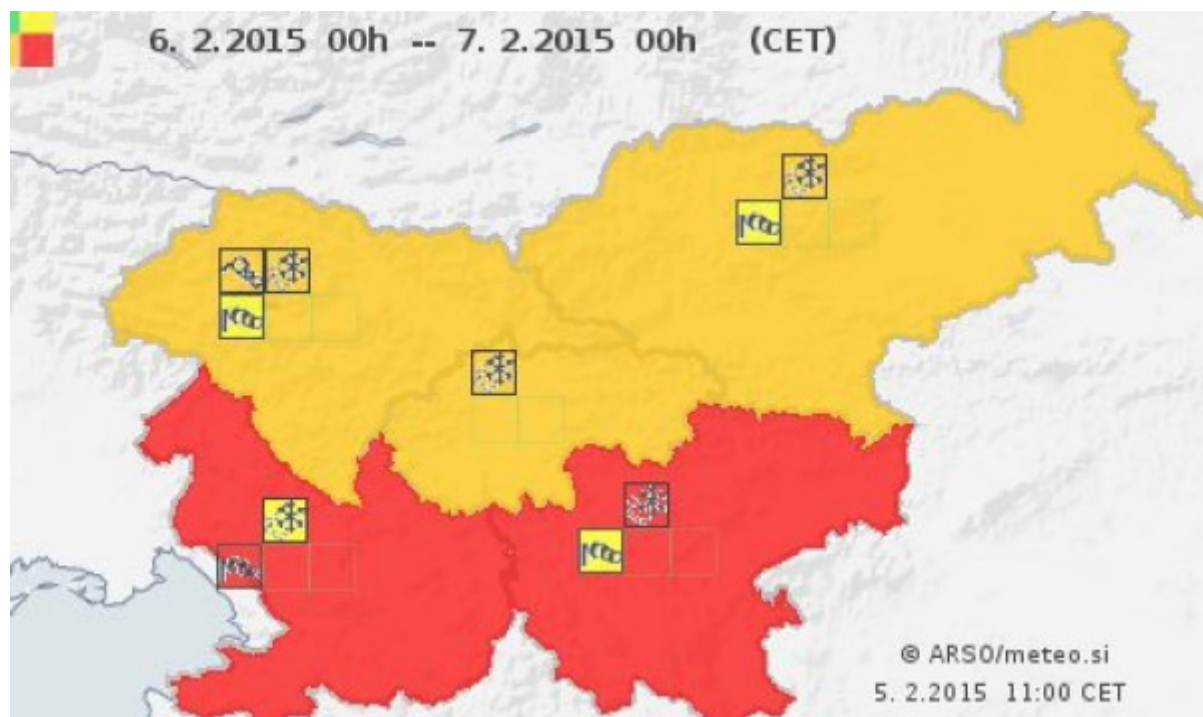 6. 2.2015 00h -- 7. 2.2015 00h (CET)
© ARSO/meteo.si
5. 2.2015 11:00 CET